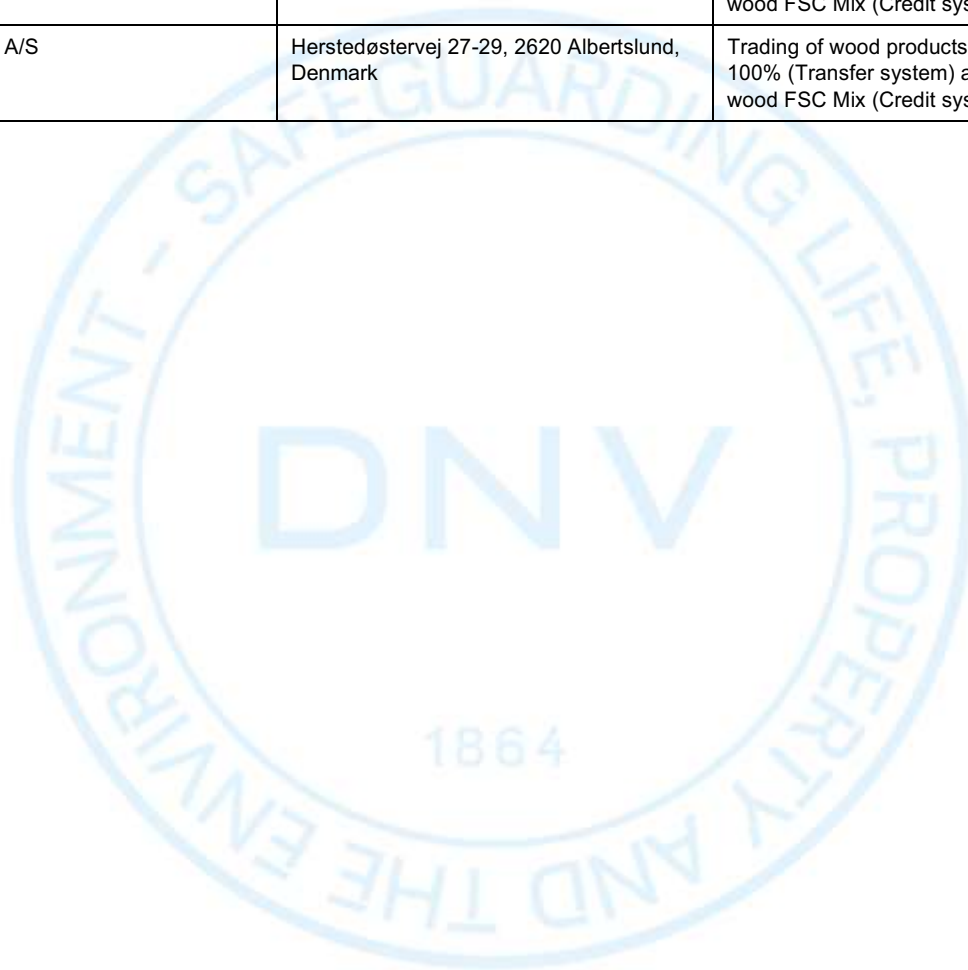 wood FSC Mix (Credit sys
A/S
Herstedøstervej 27-29, 2620 Albertslund,
Denmark
Trading of wood products
100% (Transfer system) a
wood FSC Mix (Credit sys
SAFEGUARDING LIFE, PROPERTY AND THE ENVIRONMENT -
DNV
1864